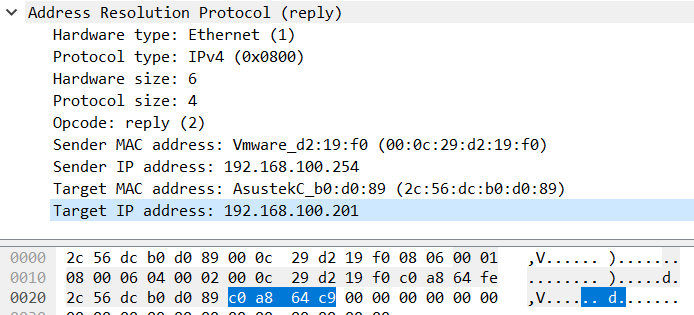 Address Resolution Protocol (reply)
Hardware type: Ethernet (1)
Protocol type: IPv4 (0x0800)
Hardware size: 6
Protocol size: 4
Opcode: reply (2)
Sender MAC address: Vmware_d2:19:f0 (00:0c:29:d2:19:f0)
Sender IP address: 192.168.100.254
Target MAC address: AsustekC_b0:d0:89 (2c:56:dc:b0:d0:89)
Target IP address: 192.168.100.201
0000 2c 56 dc b0 d0 89 00 0c 29 d2 19 f0 08 06 00 01 ,V...... ).......
0010 08 00 06 04 00 02 00 0c 29 d2 19 f0 c0 a8 64 fe ........ ).....d.
0020 2c 56 dc b0 d0 89 c0 a8 64 c9 00 00 00 00 00 00 ,V...... d.......